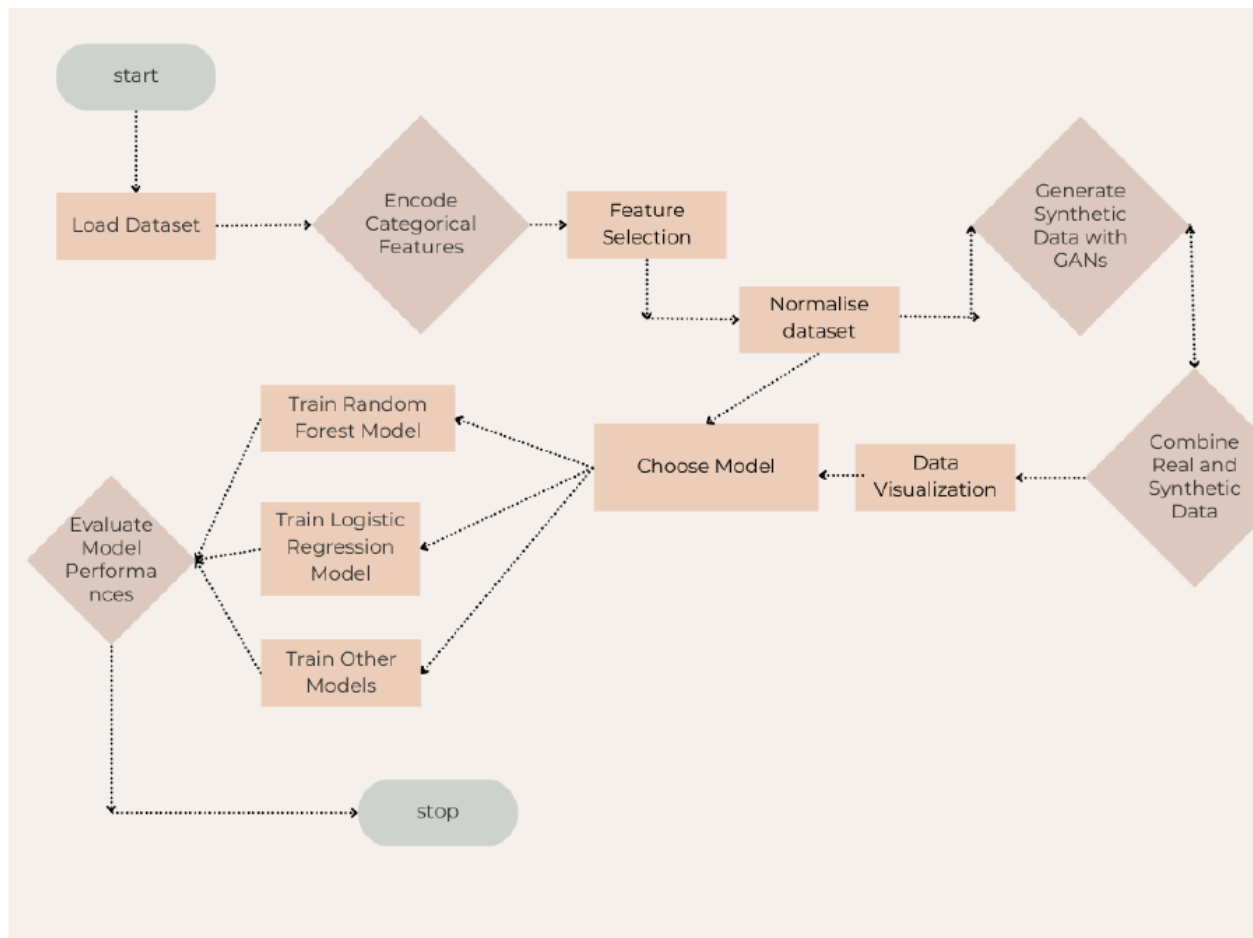 start
Load Dataset
Encode
Categorical
Features
Feature
Selection
Normalise
dataset
Generate
Synthetic
Data with
GANs
Combine
Real and
Synthetic
Data
Data
Visualization
Choose Model
Train Random
Forest Model
Train Logistic
Regression
Model
Train Other
Models
Evaluate
Model
Performa
nces
stop